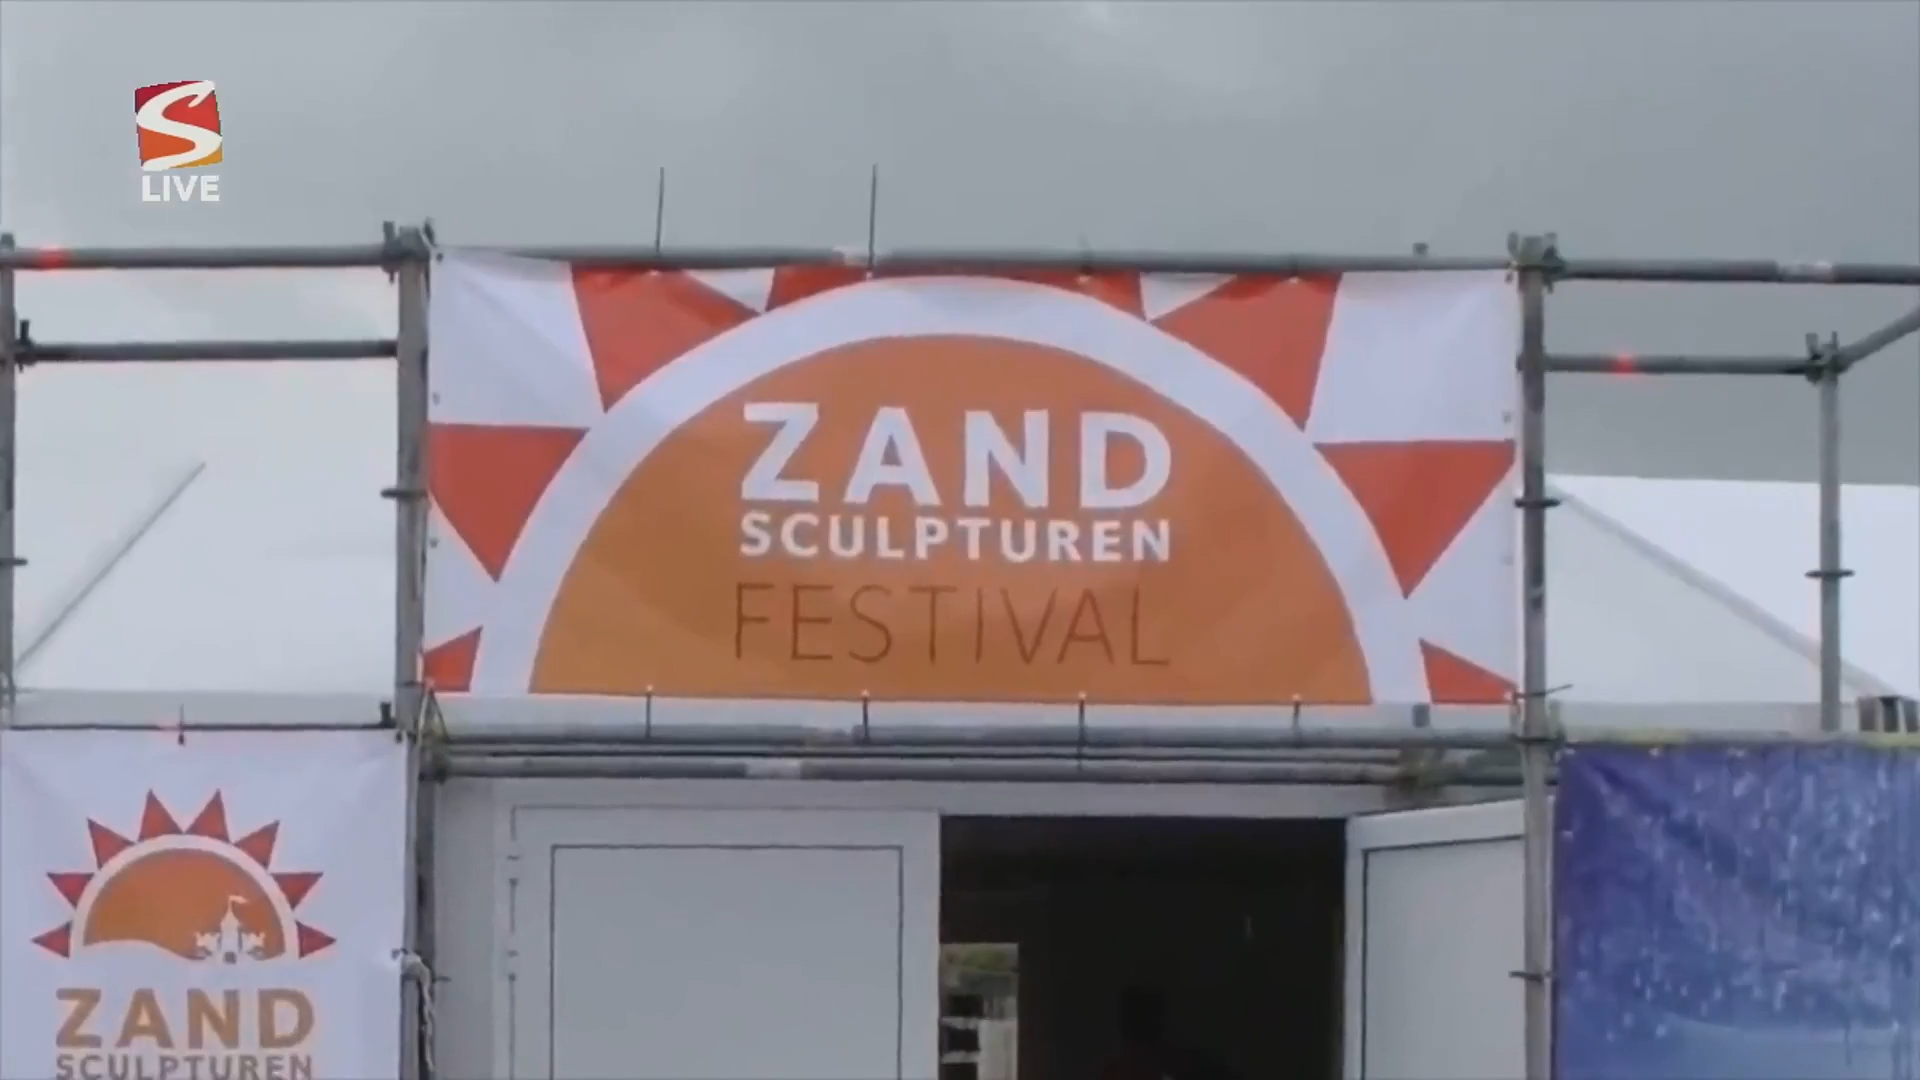 S
LIVE
ZAND
SCULPTUREN
FESTIVAL
ZAND
SCULPTUREN